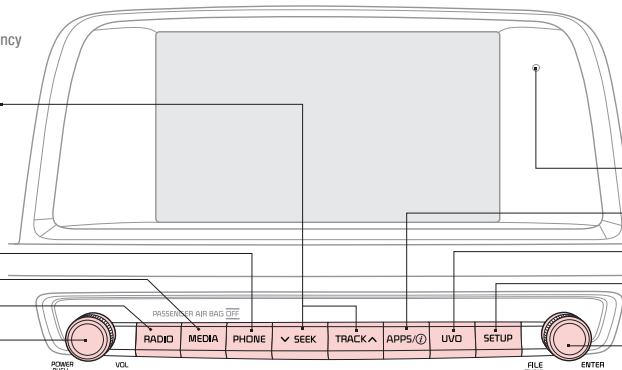 ncy
PASSENGER AIR BAG OFF
RADIO MEDIA PHONE ∨ SEEK TRACK ∧ APPS/ⓘ UVO SETUP
POWER VOL FILE ENTER
PUSH